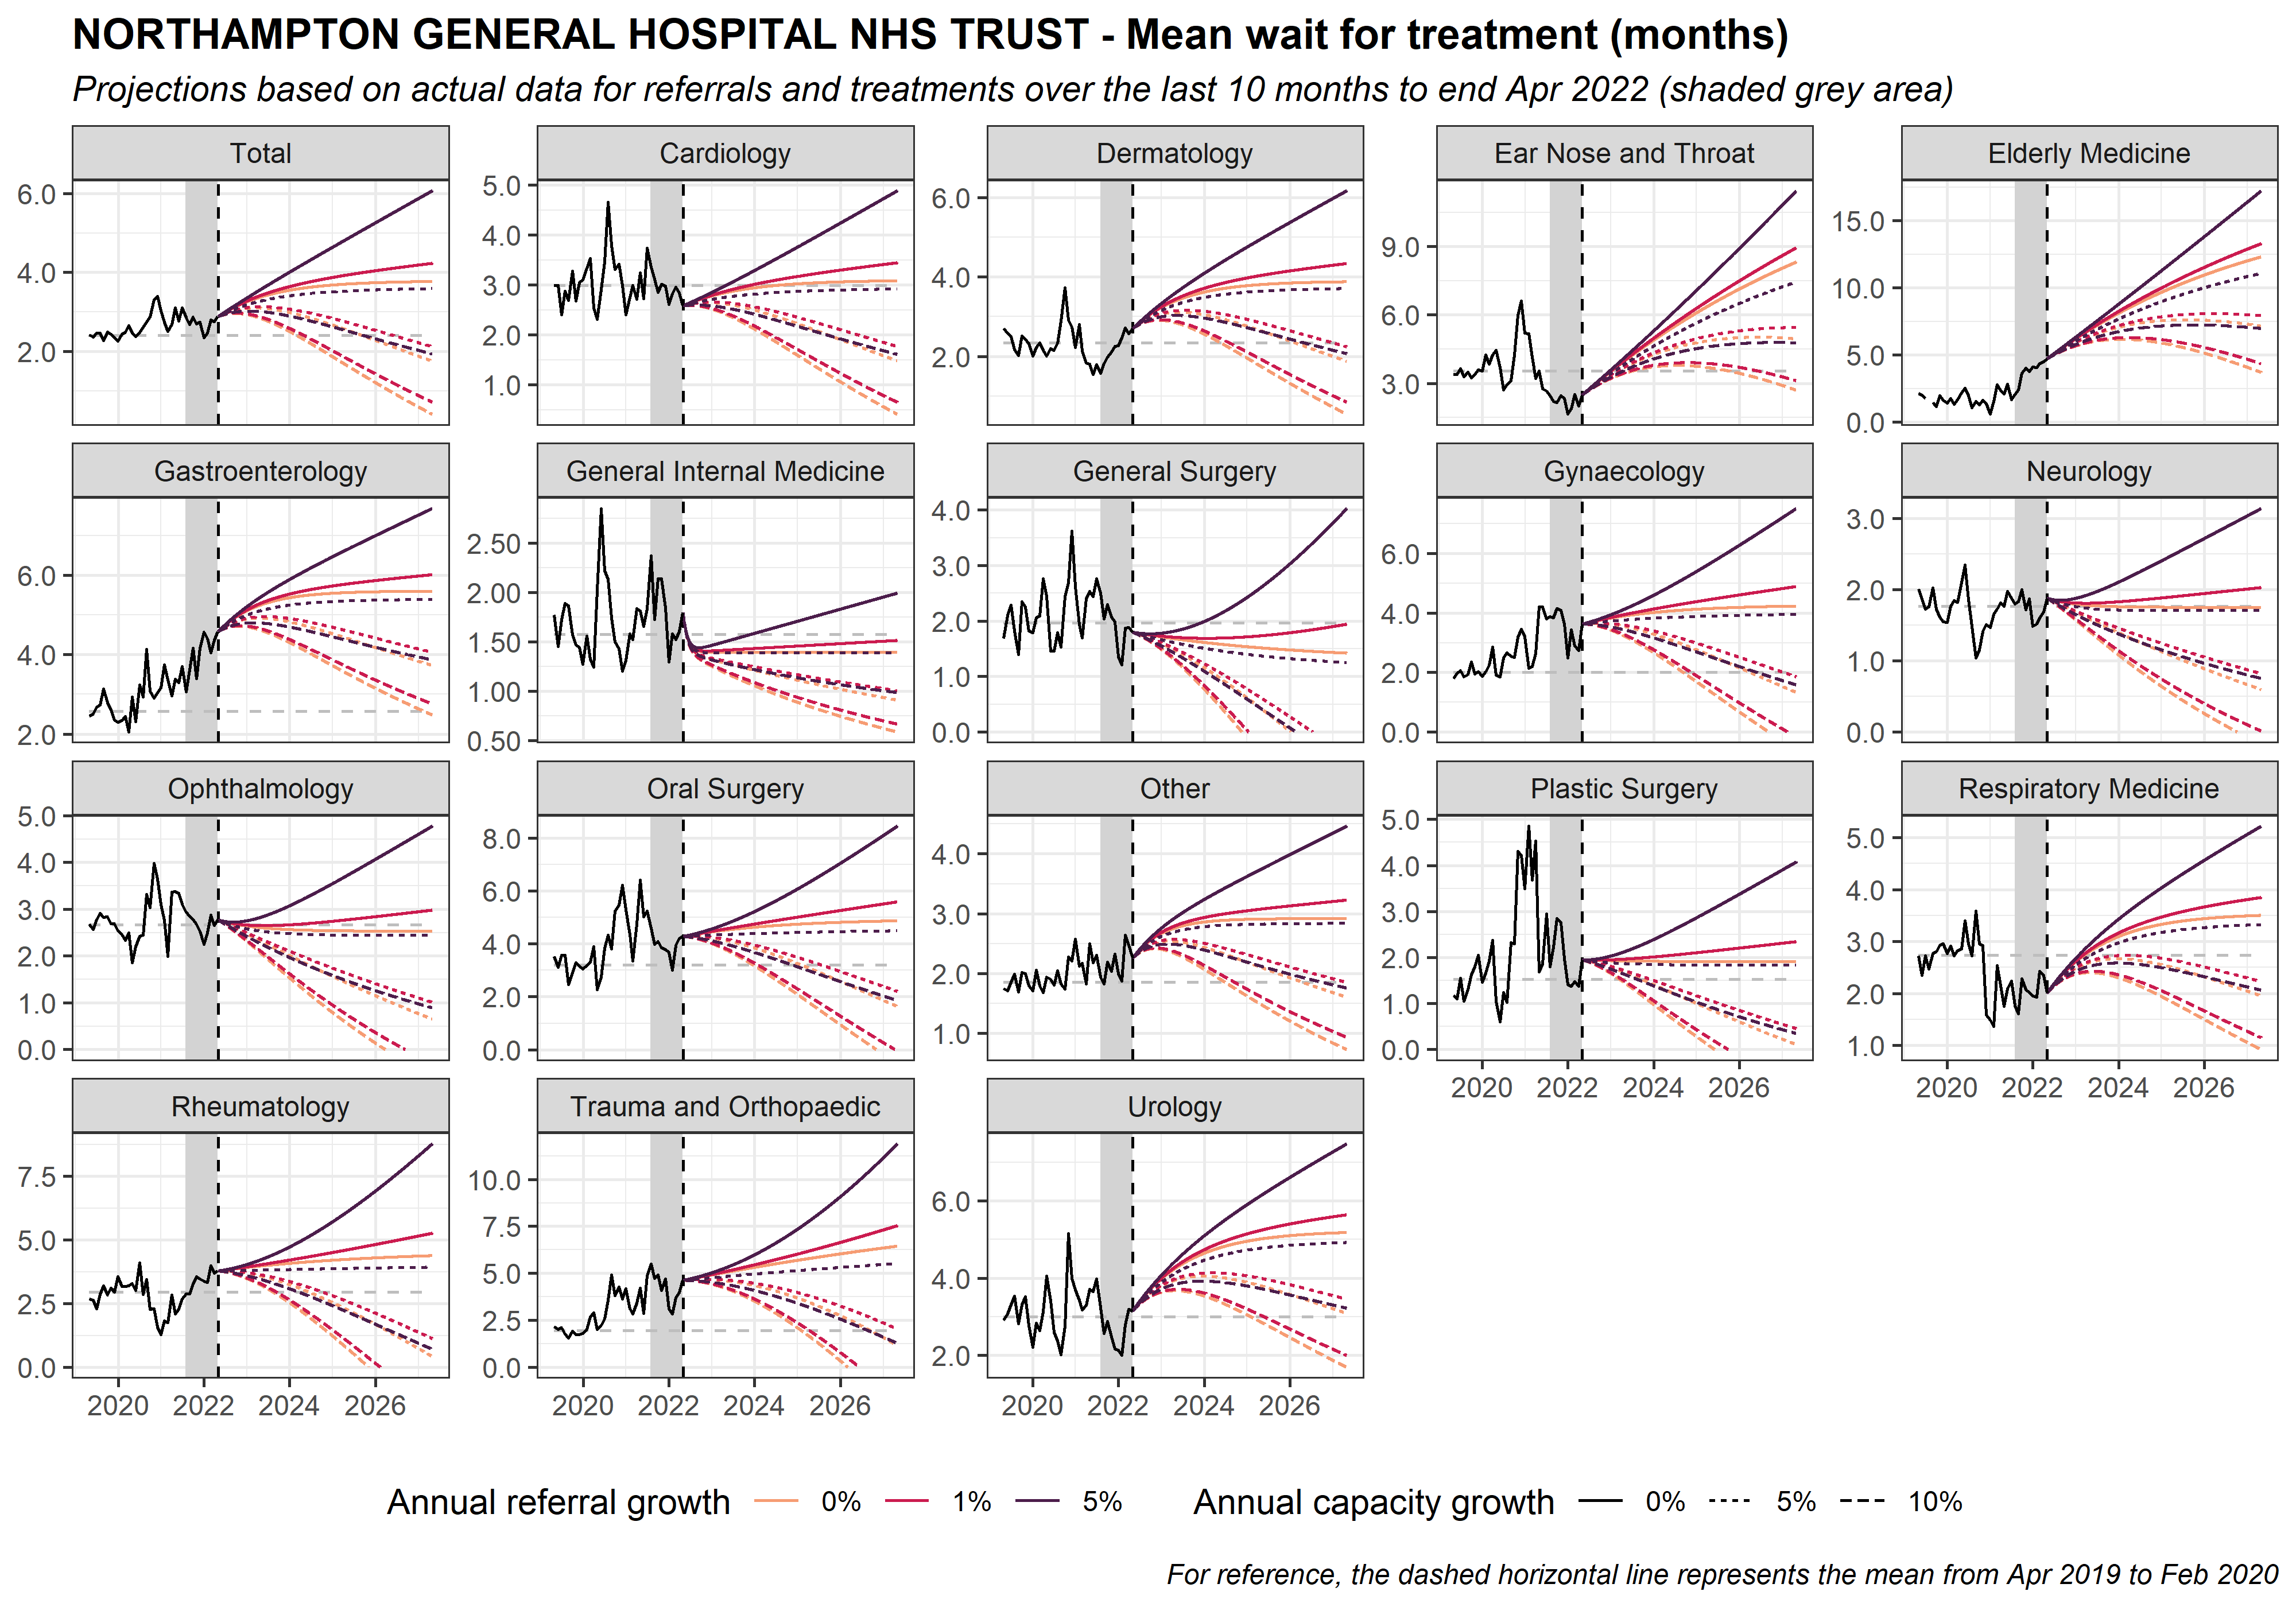 NORTHAMPTON GENERAL HOSPITAL NHS TRUST - Mean wait for treatment (months)
Projections based on actual data for referrals and treatments over the last 10 months to end Apr 2022 (shaded grey area)
Total
Cardiology
Dermatology
Ear Nose and Throat
Elderly Medicine
6.0
4.0
2.0
5.0
4.0
3.0
2.0
1.0
6.0
4.0
2.0
9.0
6.0
3.0
15.0
10.0
5.0
0.0
Gastroenterology
General Internal Medicine
General Surgery
Gynaecology
Neurology
6.0
4.0
2.0
2.50
2.00
1.50
1.00
0.50
4.0
3.0
2.0
1.0
0.0
6.0
4.0
2.0
0.0
3.0
2.0
1.0
0.0
Ophthalmology
Oral Surgery
Other
Plastic Surgery
Respiratory Medicine
5.0
4.0
3.0
2.0
1.0
0.0
8.0
6.0
4.0
2.0
0.0
4.0
3.0
2.0
1.0
5.0
4.0
3.0
2.0
1.0
0.0
5.0
4.0
3.0
2.0
1.0
2020 2022 2024 2026
2020 2022 2024 2026
Rheumatology
Trauma and Orthopaedic
Urology
7.5
5.0
2.5
0.0
10.0
7.5
5.0
2.5
0.0
6.0
4.0
2.0
2020 2022 2024 2026
2020 2022 2024 2026
2020 2022 2024 2026
Annual referral growth 0% 1% 5%
Annual capacity growth 0% 5% 10%
For reference, the dashed horizontal line represents the mean from Apr 2019 to Feb 2020